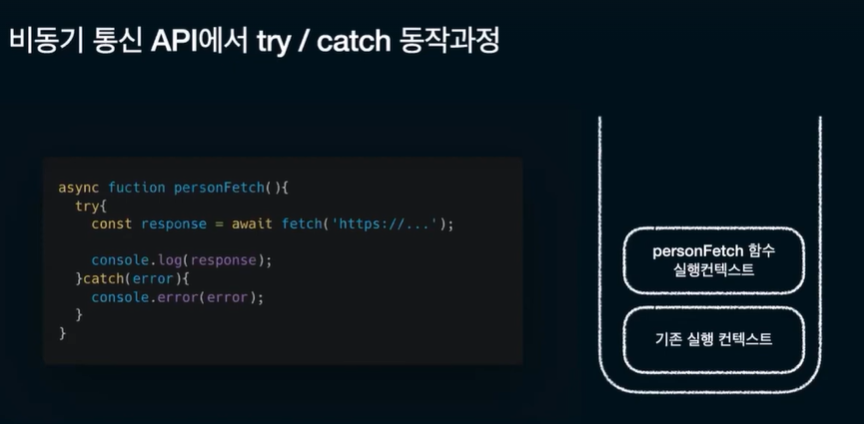 비동기 통신 API에서 try / catch 동작과정
async fuction personFetch(){
try{
const response = await fetch('https://...');
console.log(response);
}catch(error){
console.error(error);
}
}
personFetch 함수
실행컨텍스트
기존 실행 컨텍스트